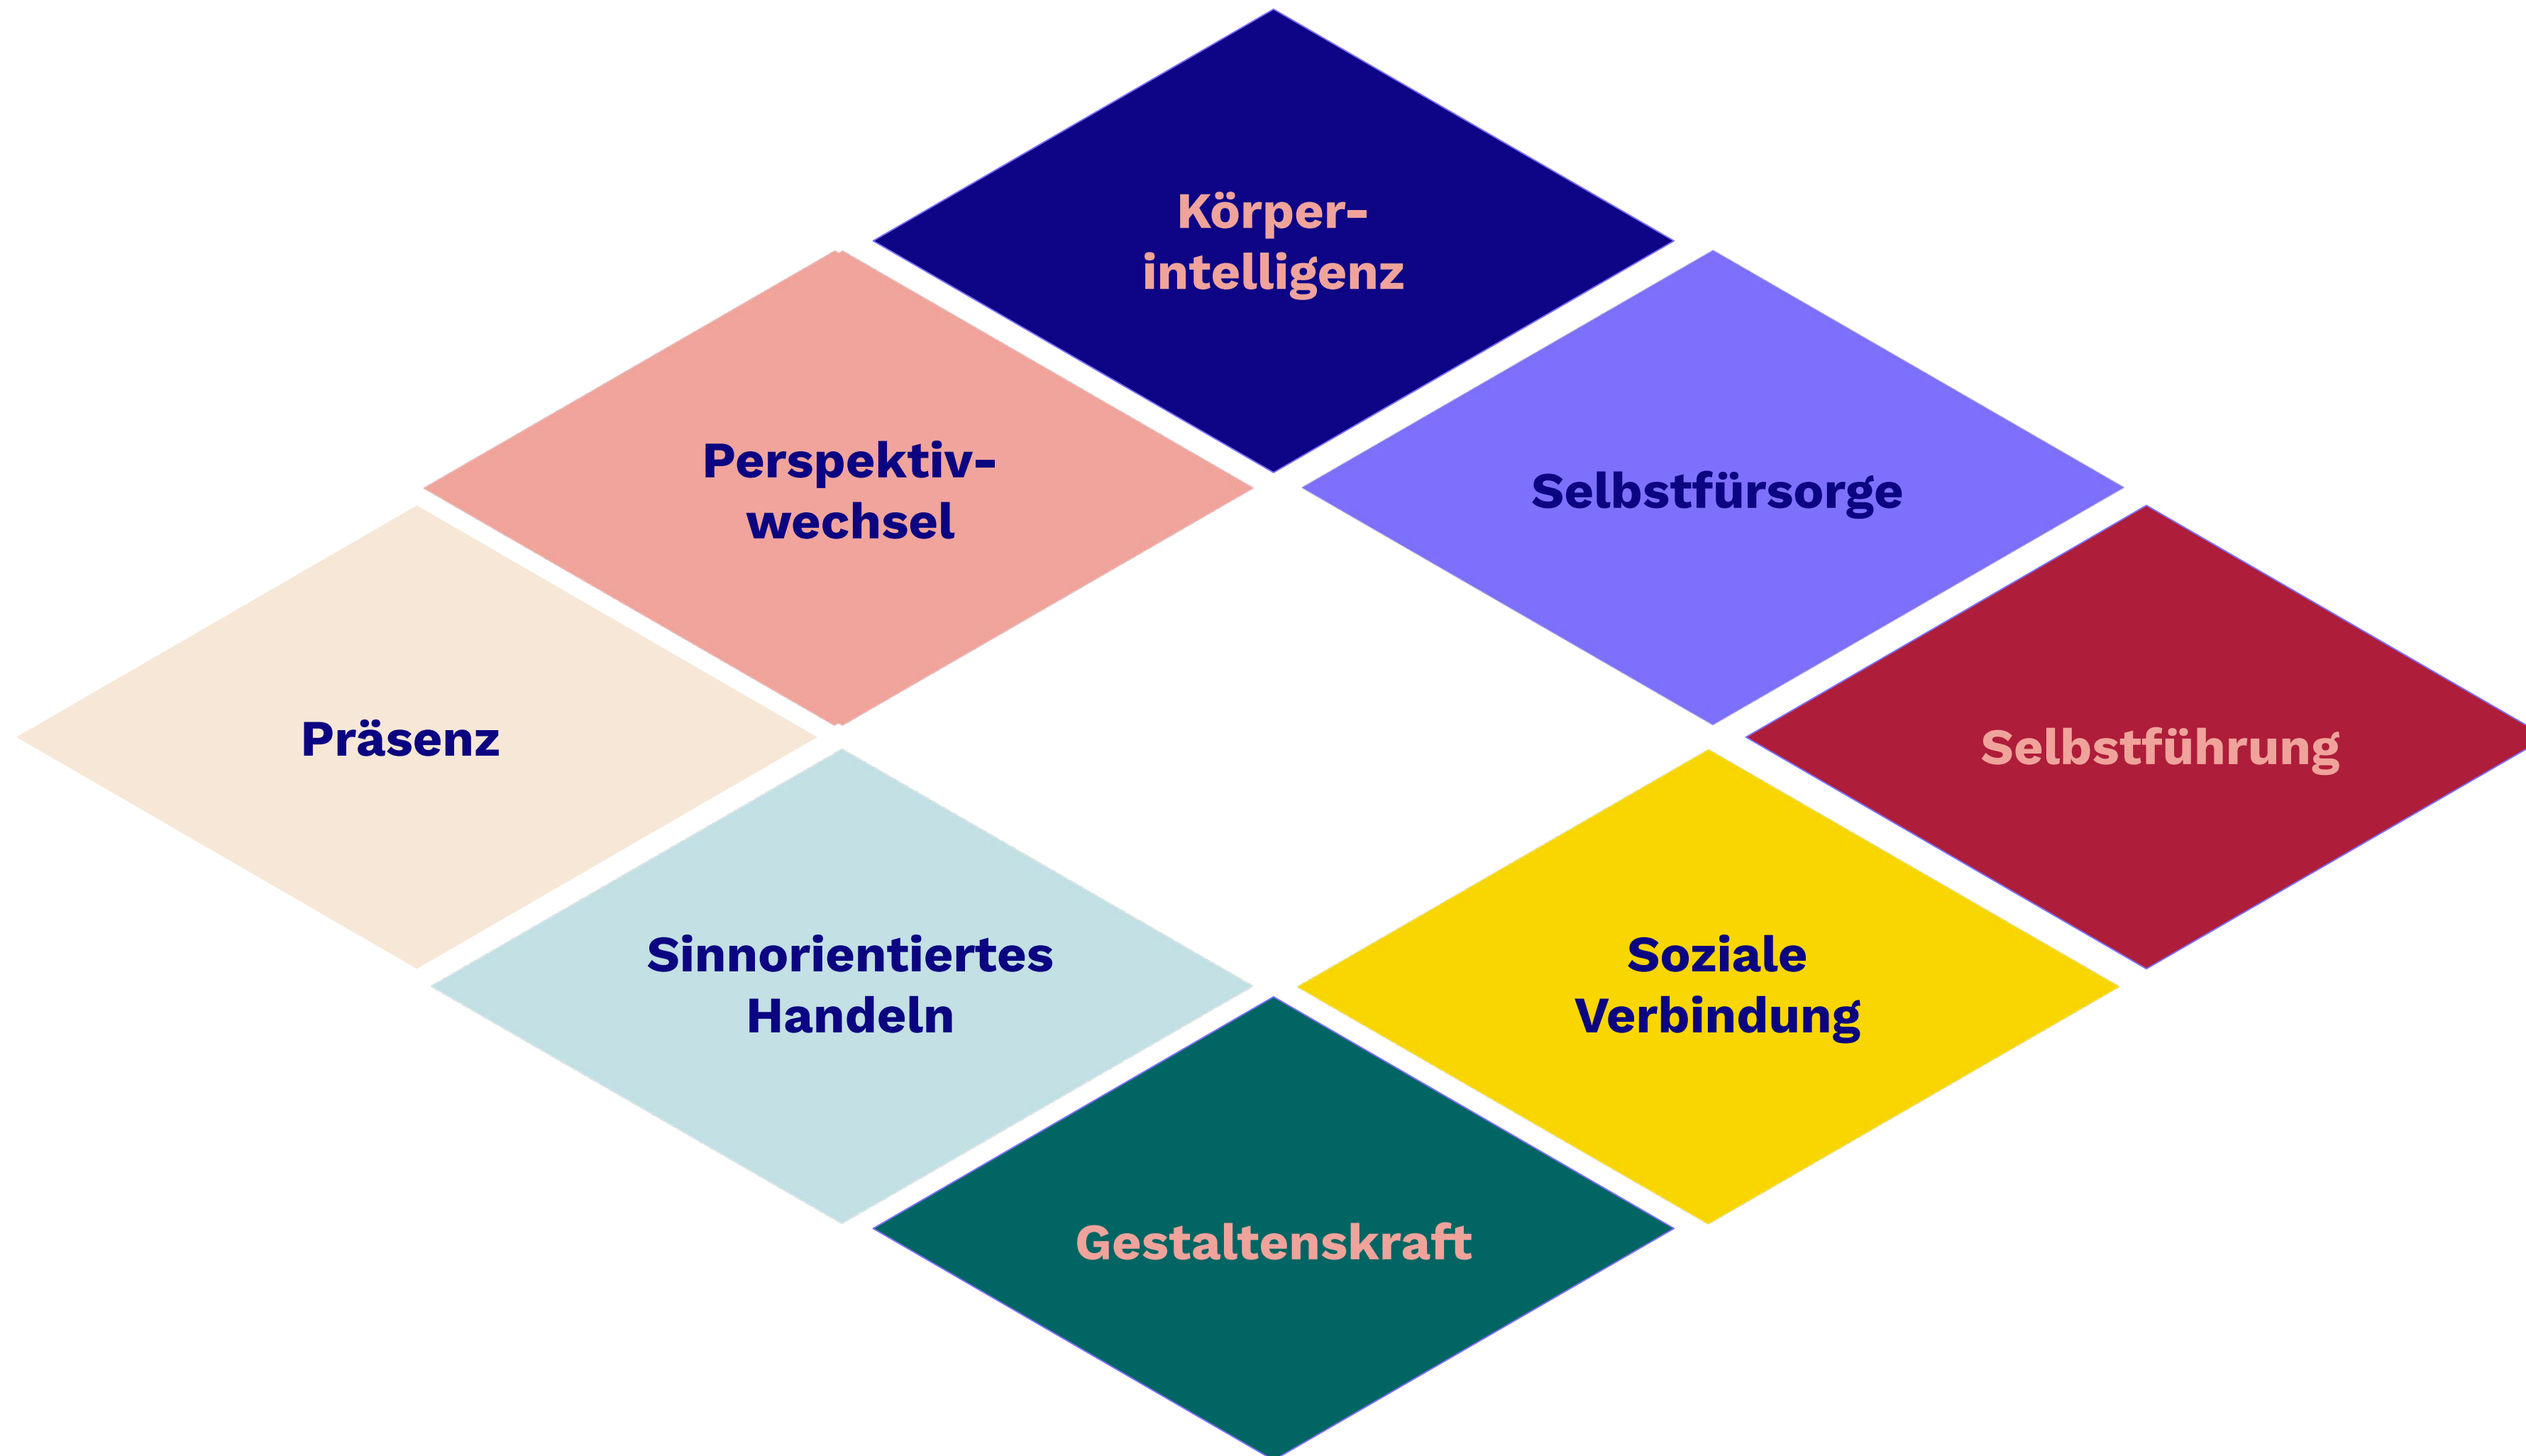 Körper-
intelligenz
Perspektiv-
wechsel
Selbstfürsorge
Präsenz
Selbstführung
Sinnorientiertes
Handeln
Soziale
Verbindung
Gestaltenskraft